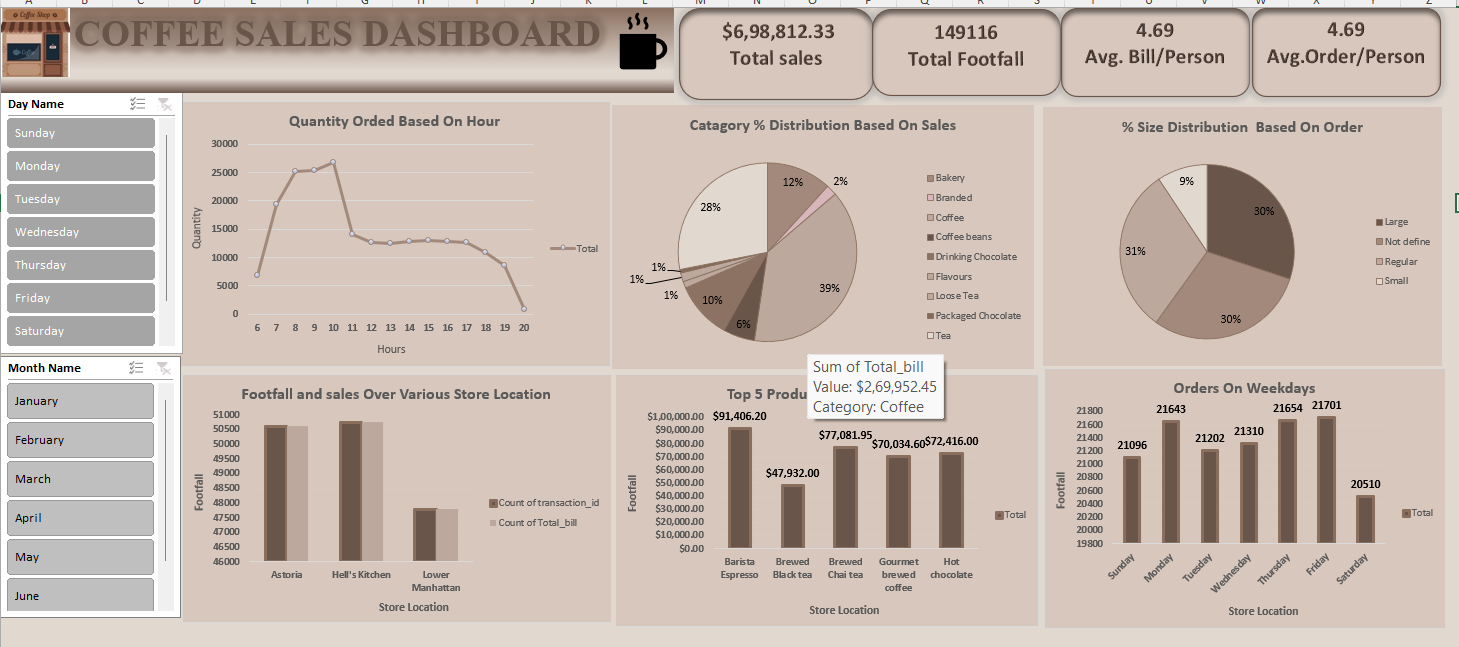 Coffee Shop
COFFEE SALES DASHBOARD
$6,98,812.33
Total sales
149116
Total Footfall
4.69
Avg. Bill/Person
4.69
Avg.Order/Person
Day Name
Sunday
Monday
Tuesday
Wednesday
Thursday
Friday
Saturday
Month Name
January
February
March
April
May
June
Quantity Orded Based On Hour
30000
25000
20000
15000
10000
5000
0
Quantity
6 7 8 9 10 11 12 13 14 15 16 17 18 19 20
Hours
Total
Catagory % Distribution Based On Sales
12%
2%
39%
6%
10%
1%
1%
1%
28%
Bakery
Branded
Coffee
Coffee beans
Drinking Chocolate
Flavours
Loose Tea
Packaged Chocolate
Tea
% Size Distribution Based On Order
30%
30%
31%
9%
Large
Not define
Regular
Small
Sum of Total_bill
Value: $2,69,952.45
Category: Coffee
Footfall and sales Over Various Store Location
51000
50500
50000
49500
49000
48500
48000
47500
47000
46500
46000
Footfall
Astoria
Hell's Kitchen
Lower
Manhattan
Store Location
Count of transaction_id
Count of Total_bill
Top 5 Produ
$1,00,000.00
$90,000.00
$80,000.00
$70,000.00
$60,000.00
$50,000.00
$40,000.00
$30,000.00
$20,000.00
$10,000.00
$0.00
Footfall
$91,406.20
$47,932.00
$77,081.95
$70,034.60
$72,416.00
Barista
Espresso
Brewed
Black tea
Brewed
Chai tea
Gourmet
brewed
coffee
Hot
chocolate
Store Location
Total
Orders On Weekdays
21800
21600
21400
21200
21000
20800
20600
20400
20200
20000
19800
Footfall
21096
21643
21202
21310
21654
21701
20510
Sunday
Monday
Tuesday
Wednesday
Thursday
Friday
Saturday
Store Location
Total